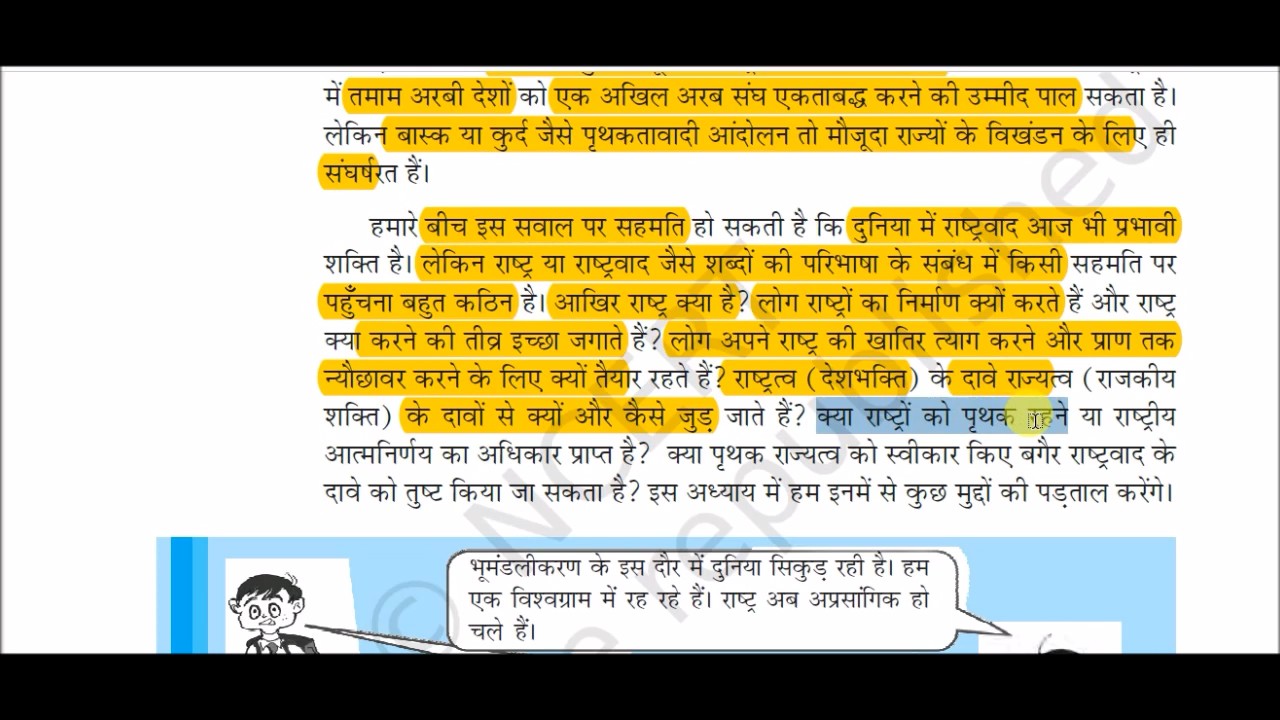 में तमाम अरबी देशों को एक अखिल अरब संघ एकताबद्ध करने की उम्मीद पाल सकता है।
लेकिन बास्क या कुर्द जैसे पृथकतावादी आंदोलन तो मौजूदा राज्यों के विखंडन के लिए ही
संघर्षरत हैं।
हमारे बीच इस सवाल पर सहमति हो सकती है कि दुनिया में राष्ट्रवाद आज भी प्रभावी
शक्ति है। लेकिन राष्ट्र या राष्ट्रवाद जैसे शब्दों की परिभाषा के संबंध में किसी सहमति पर
पहुँचना बहुत कठिन है। आखिर राष्ट्र क्या है? लोग राष्ट्रों का निर्माण क्यों करते हैं और राष्ट्र
क्या करने की तीव्र इच्छा जगाते हैं? लोग अपने राष्ट्र की खातिर त्याग करने और प्राण तक
न्यौछावर करने के लिए क्यों तैयार रहते हैं? राष्ट्रत्व (देशभक्ति) के दावे राज्यत्व (राजकीय
शक्ति) के दावों से क्यों और कैसे जुड़ जाते हैं? क्या राष्ट्रों को पृथक रहने या राष्ट्रीय
आत्मनिर्णय का अधिकार प्राप्त है? क्या पृथक राज्यत्व को स्वीकार किए बगैर राष्ट्रवाद के
दावे को तुष्ट किया जा सकता है? इस अध्याय में हम इनमें से कुछ मुद्दों की पड़ताल करेंगे।
भूमंडलीकरण के इस दौर में दुनिया सिकुड़ रही है। हम
एक विश्वग्राम में रह रहे हैं। राष्ट्र अब अप्रसांगिक हो
चले हैं।
© NCERT
republished